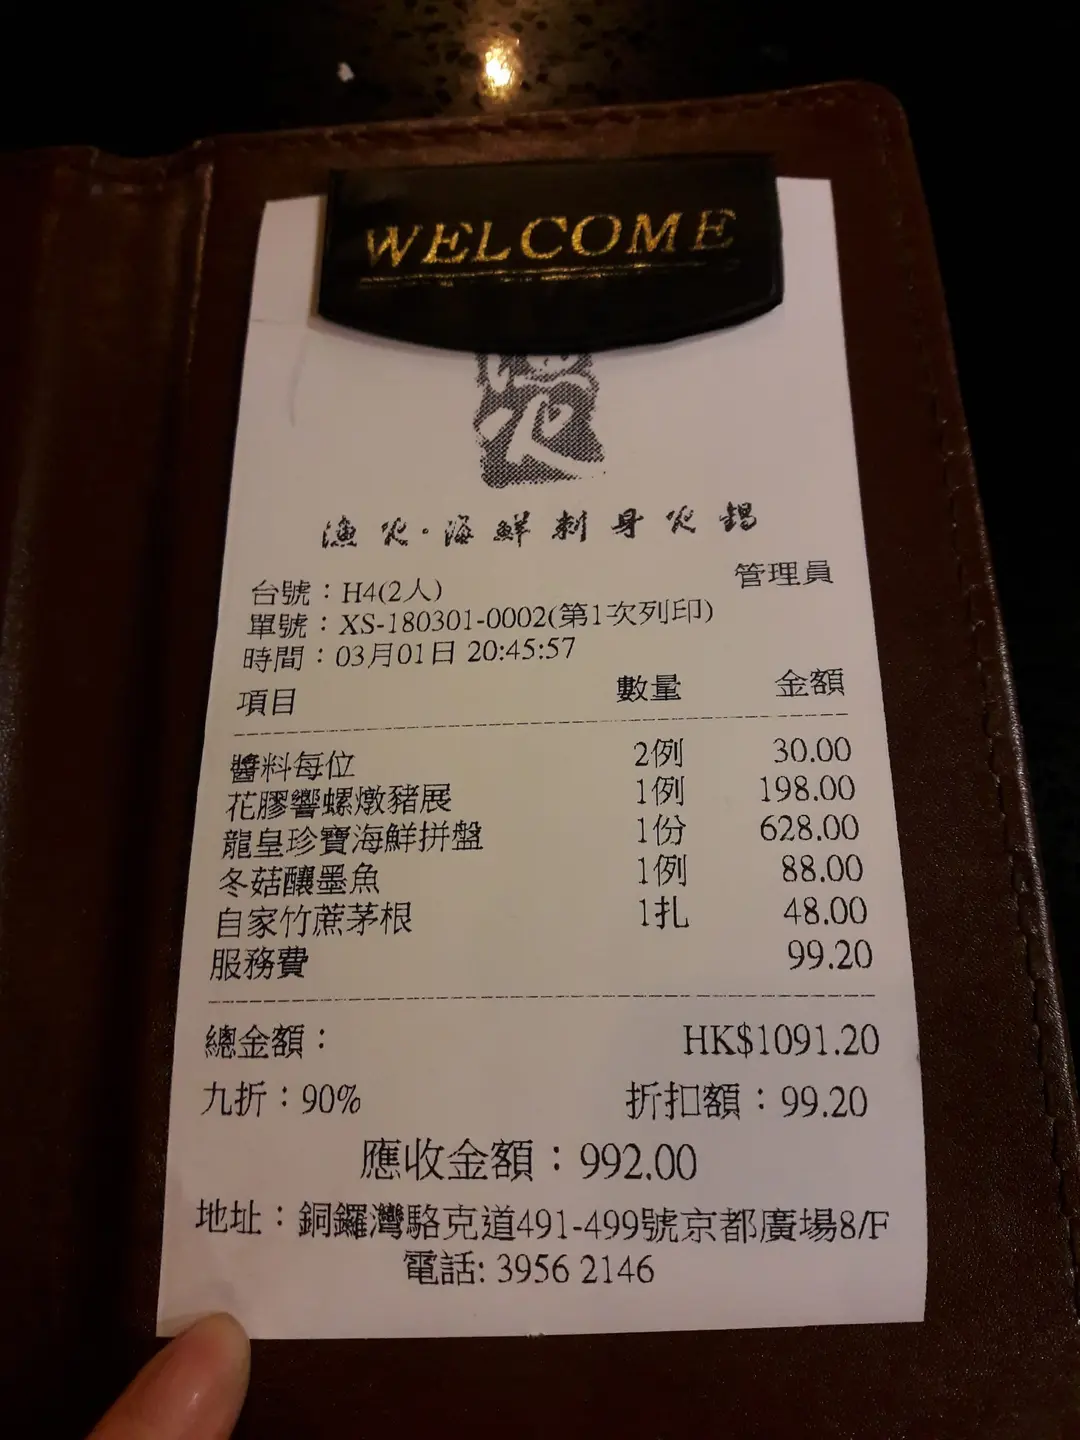 WELCOME
漁火·海鮮刺身火鍋
管理員
台號：H4(2人)
單號：XS-180301-0002(第1次列印)
時間：03月01日 20:45:57
項目 數量 金額
醬料每位 2例 30.00
花膠響螺燉豬展 1例 198.00
龍皇珍寶海鮮拼盤 1份 628.00
冬菇釀墨魚 1例 88.00
自家竹蔗茅根 1扎 48.00
服務費 99.20
總金額： HK$1091.20
九折：90% 折扣額：99.20
應收金額：992.00
地址：銅鑼灣駱克道491-499號京都廣場8/F
電話: 3956 2146